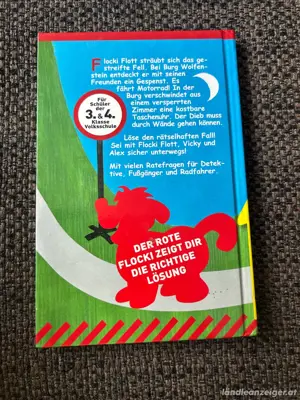 Flocki Flott sträubt sich das ge-
streifte Fell. Bei Burg Wolfen-
stein entdeckt er mit seinen
Freunden ein Gespenst. Es
fährt Motorrad! In der
Burg verschwindet aus
einem versperrten
Zimmer eine kostbare
Taschenuhr. Der Dieb muss
durch Wände gehen können.
Für
Schüler
der
3. & 4.
Klasse
Volksschule
Löse den rätselhaften Fall!
Sei mit Flocki Flott, Vicky und
Alex sicher unterwegs!
Mit vielen Ratefragen für Detek-
tive, Fußgänger und Radfahrer.
DER ROTE
FLOCKI ZEIGT DIR
DIE RICHTIGE
LÖSUNG
ländleanzeiger.at